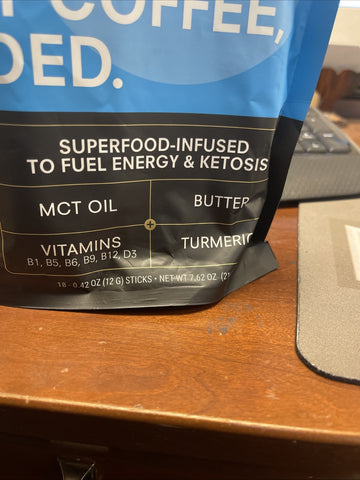 COFFEE,
DED.
SUPERFOOD-INFUSED
TO FUEL ENERGY & KETOSIS
MCT OIL
BUTTER
VITAMINS
B1, B5, B6, B9, B12, D3
TURMERIC
18 - 0.42 OZ (12 G) STICKS • NET WT 7.62 OZ (21